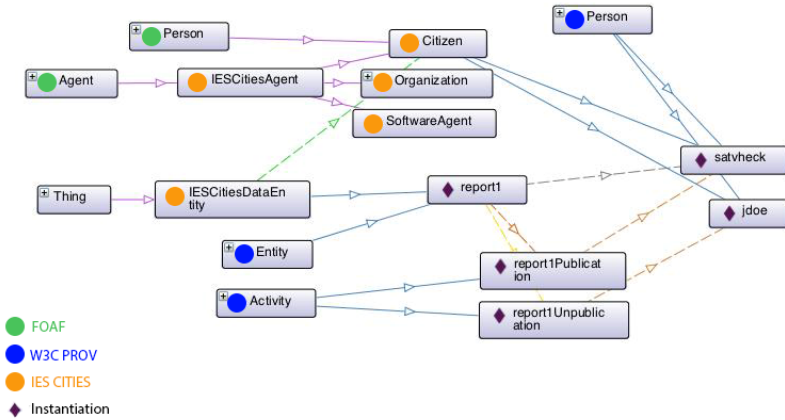 Person
Person
Citizen
Agent
IESCitiesAgent
Organization
SoftwareAgent
satvheck
Thing
IESCitiesDataEn
tity
report1
jdoe
Entity
report1Publicat
ion
Activity
report1Unpublic
ation
FOAF
W3C PROV
IES CITIES
Instantiation